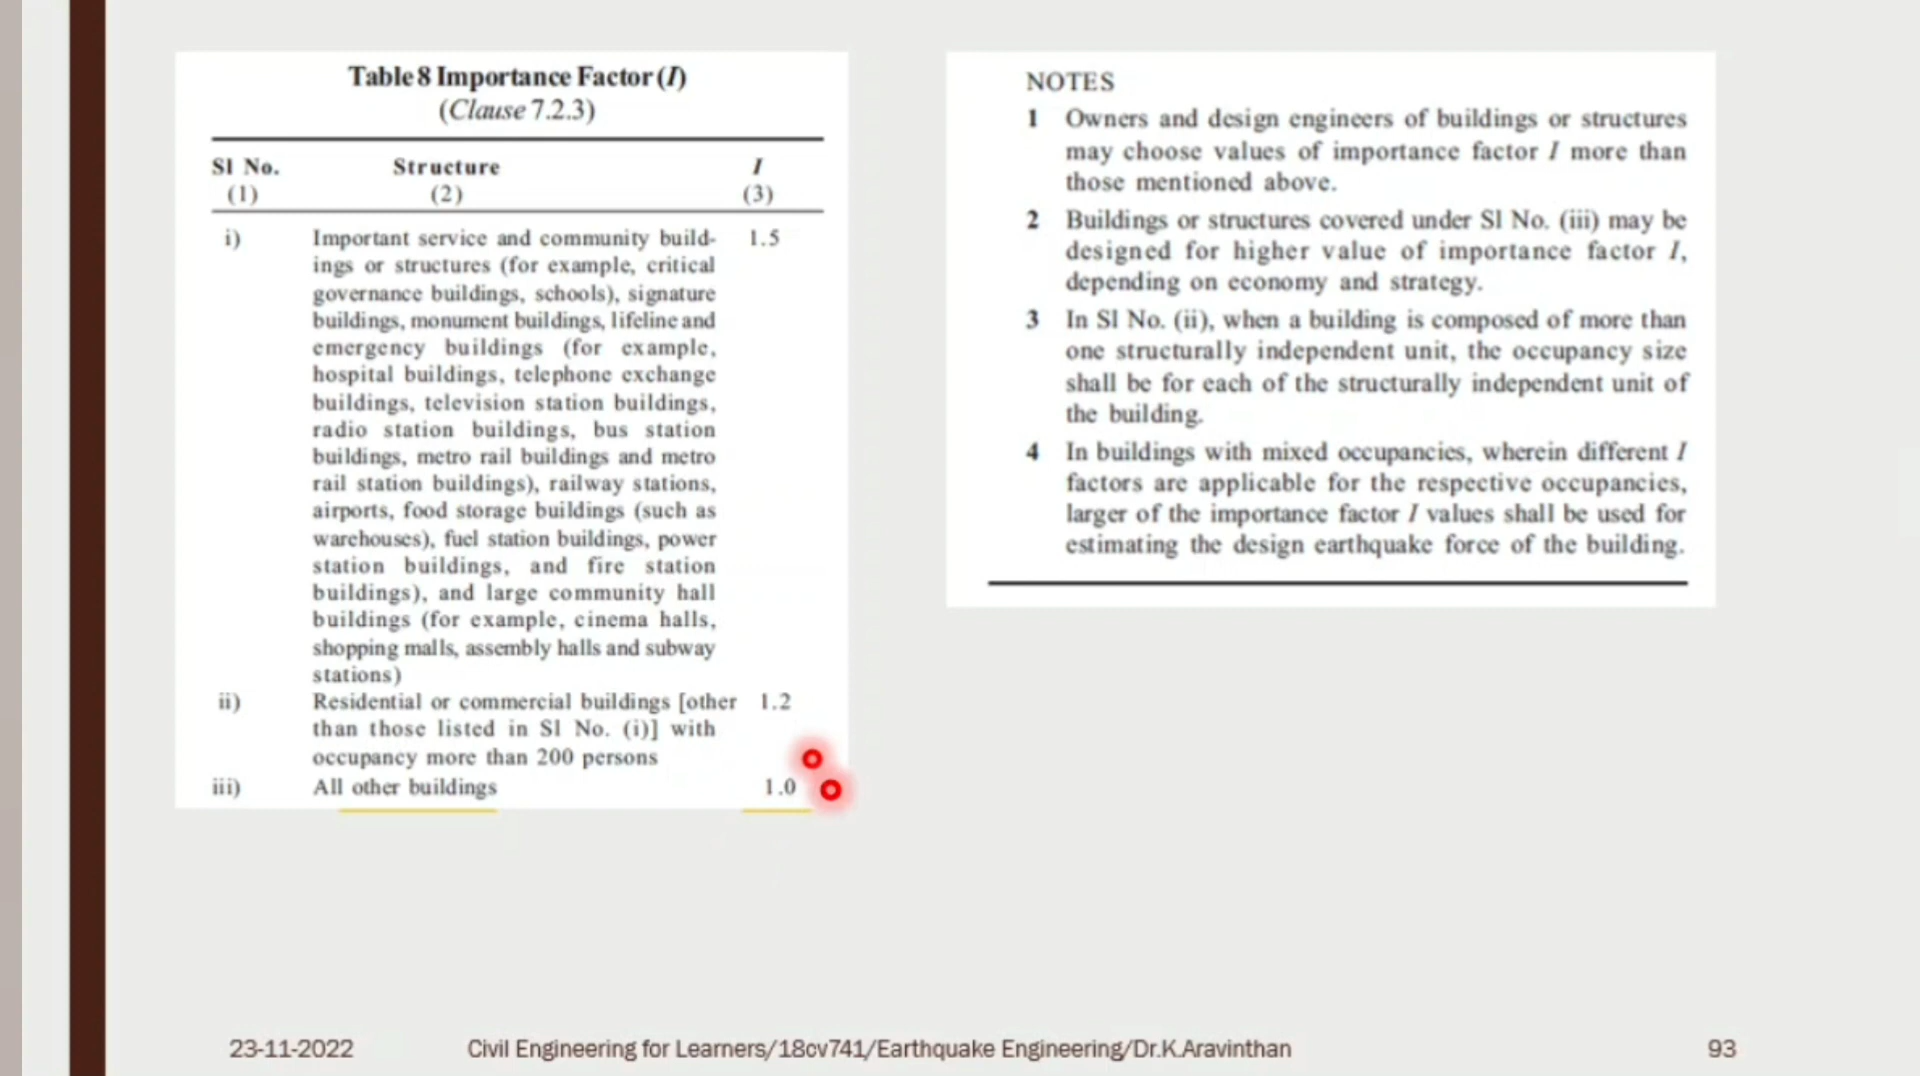 Table 8 Importance Factor (I)
(Clause 7.2.3)
Sl No. Structure I
(1) (2) (3)
i) Important service and community build- 1.5
ings or structures (for example, critical
governance buildings, schools), signature
buildings, monument buildings, lifeline and
emergency buildings (for example,
hospital buildings, telephone exchange
buildings, television station buildings,
radio station buildings, bus station
buildings, metro rail buildings and metro
rail station buildings), railway stations,
airports, food storage buildings (such as
warehouses), fuel station buildings, power
station buildings, and fire station
buildings), and large community hall
buildings (for example, cinema halls,
shopping malls, assembly halls and subway
stations)
ii) Residential or commercial buildings [other 1.2
than those listed in Sl No. (i)] with
occupancy more than 200 persons
iii) All other buildings 1.0
NOTES
1 Owners and design engineers of buildings or structures
may choose values of importance factor I more than
those mentioned above.
2 Buildings or structures covered under Sl No. (iii) may be
designed for higher value of importance factor I,
depending on economy and strategy.
3 In Sl No. (ii), when a building is composed of more than
one structurally independent unit, the occupancy size
shall be for each of the structurally independent unit of
the building.
4 In buildings with mixed occupancies, wherein different I
factors are applicable for the respective occupancies,
larger of the importance factor I values shall be used for
estimating the design earthquake force of the building.
23-11-2022 Civil Engineering for Learners/18cv741/Earthquake Engineering/Dr.K.Aravinthan 93